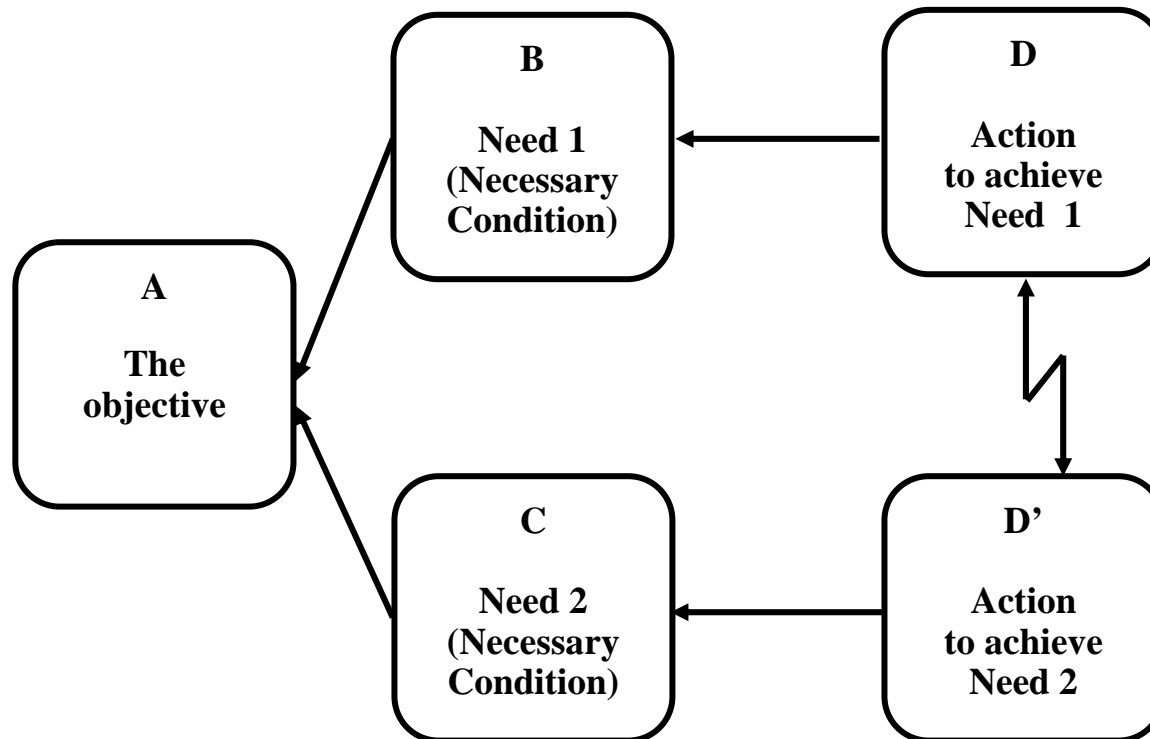 A
The
objective
B
Need 1
(Necessary
Condition)
D
Action
to achieve
Need 1
C
Need 2
(Necessary
Condition)
D’
Action
to achieve
Need 2